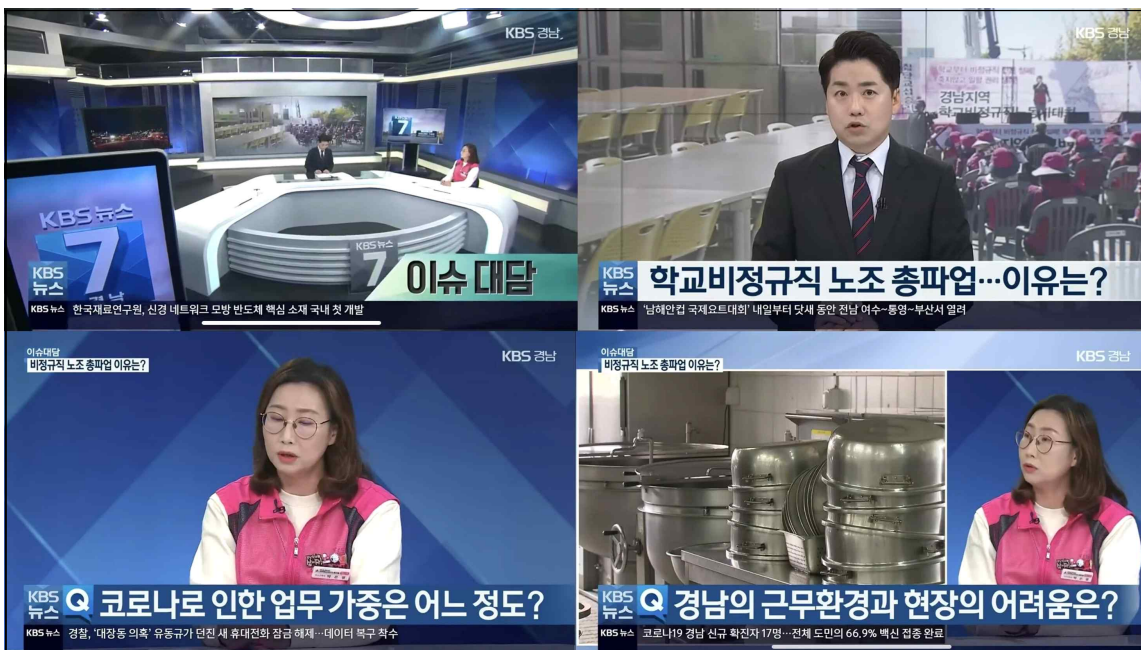 KBS 경남
KBS 뉴스
7
경남
KBS 뉴스
7
이슈 대담
KBS 뉴스
KBS 뉴스 한국재료연구원, 신경 네트워크 모방 반도체 핵심 소재 국내 첫 개발
KBS 경남
경남지역
학교비정규직
KBS 뉴스
학교비정규직 노조 총파업…이유는?
KBS 뉴스 '남해안컵 국제요트대회' 내일부터 닷새 동안 전남 여수~통영~부산서 열려
이슈대담
비정규직 노조 총파업 이유는?
KBS 경남
KBS 뉴스
Q 코로나로 인한 업무 가중은 어느 정도?
KBS 뉴스 경찰, '대장동 의혹' 유동규가 던진 새 휴대전화 잠금 해제…데이터 복구 착수
이슈대담
비정규직 노조 총파업 이유는?
KBS 경남
KBS 뉴스
Q 경남의 근무환경과 현장의 어려움은?
KBS 뉴스 코로나19 경남 신규 확진자 17명…전체 도민의 66.9% 백신 접종 완료